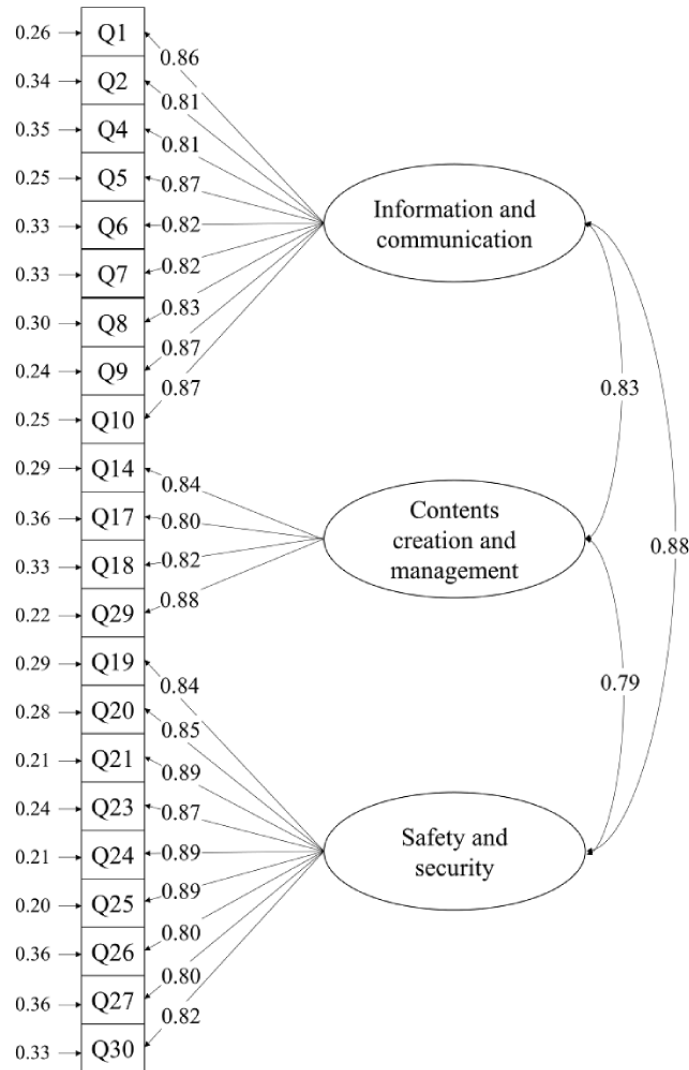 0.26 Q1 0.86
0.34 Q2 0.81
0.35 Q4 0.81
0.25 Q5 0.87
0.33 Q6 0.82
0.33 Q7 0.82
0.30 Q8 0.83
0.24 Q9 0.87
0.25 Q10 0.87
Information and
communication
0.29 Q14 0.84
0.36 Q17 0.80
0.33 Q18 0.82
0.22 Q29 0.88
Contents
creation and
management
0.29 Q19 0.84
0.28 Q20 0.85
0.21 Q21 0.89
0.24 Q23 0.87
0.21 Q24 0.89
0.20 Q25 0.89
0.36 Q26 0.80
0.36 Q27 0.80
0.33 Q30 0.82
Safety and
security
0.83
0.88
0.79